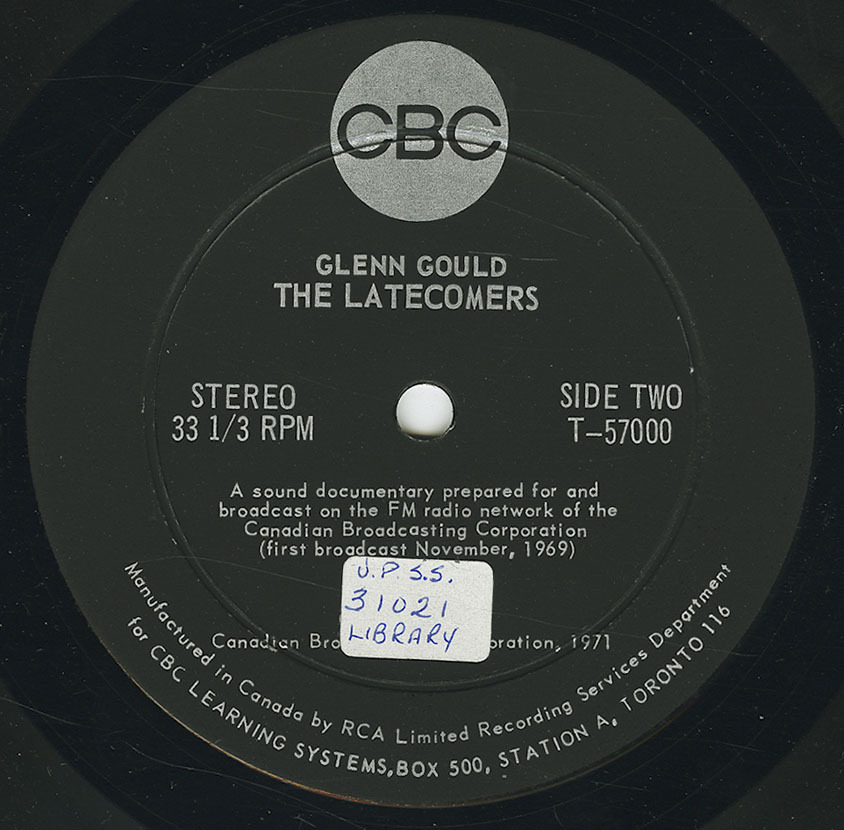 CBC
GLENN GOULD
THE LATECOMERS
STEREO
33 1/3 RPM
SIDE TWO
T-57000
A sound documentary prepared for and
broadcast on the FM radio network of the
Canadian Broadcasting Corporation
(first broadcast November, 1969)
U.P.S.S.
31021
LIBRARY
Canadian Bro oration, 1971
Manufactured in Canada by RCA Limited Recording Services Department
for CBC LEARNING SYSTEMS, BOX 500, STATION A, TORONTO 116